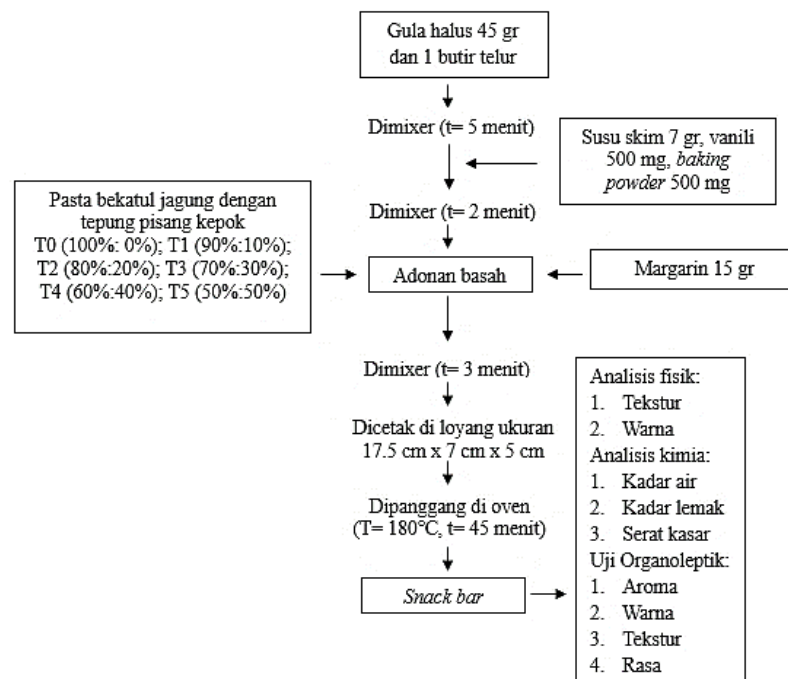 Gula halus 45 gr
dan 1 butir telur
Dimixer (t= 5 menit)
Susu skim 7 gr, vanili
500 mg, baking
powder 500 mg
Dimixer (t= 2 menit)
Pasta bekatul jagung dengan
tepung pisang kepok
T0 (100%: 0%); T1 (90%:10%);
T2 (80%:20%); T3 (70%:30%);
T4 (60%:40%); T5 (50%:50%)
Adonan basah
Margarin 15 gr
Dimixer (t= 3 menit)
Dicetak di loyang ukuran
17.5 cm x 7 cm x 5 cm
Dipanggang di oven
(T= 180°C, t= 45 menit)
Snack bar
Analisis fisik:
1. Tekstur
2. Warna
Analisis kimia:
1. Kadar air
2. Kadar lemak
3. Serat kasar
Uji Organoleptik:
1. Aroma
2. Warna
3. Tekstur
4. Rasa